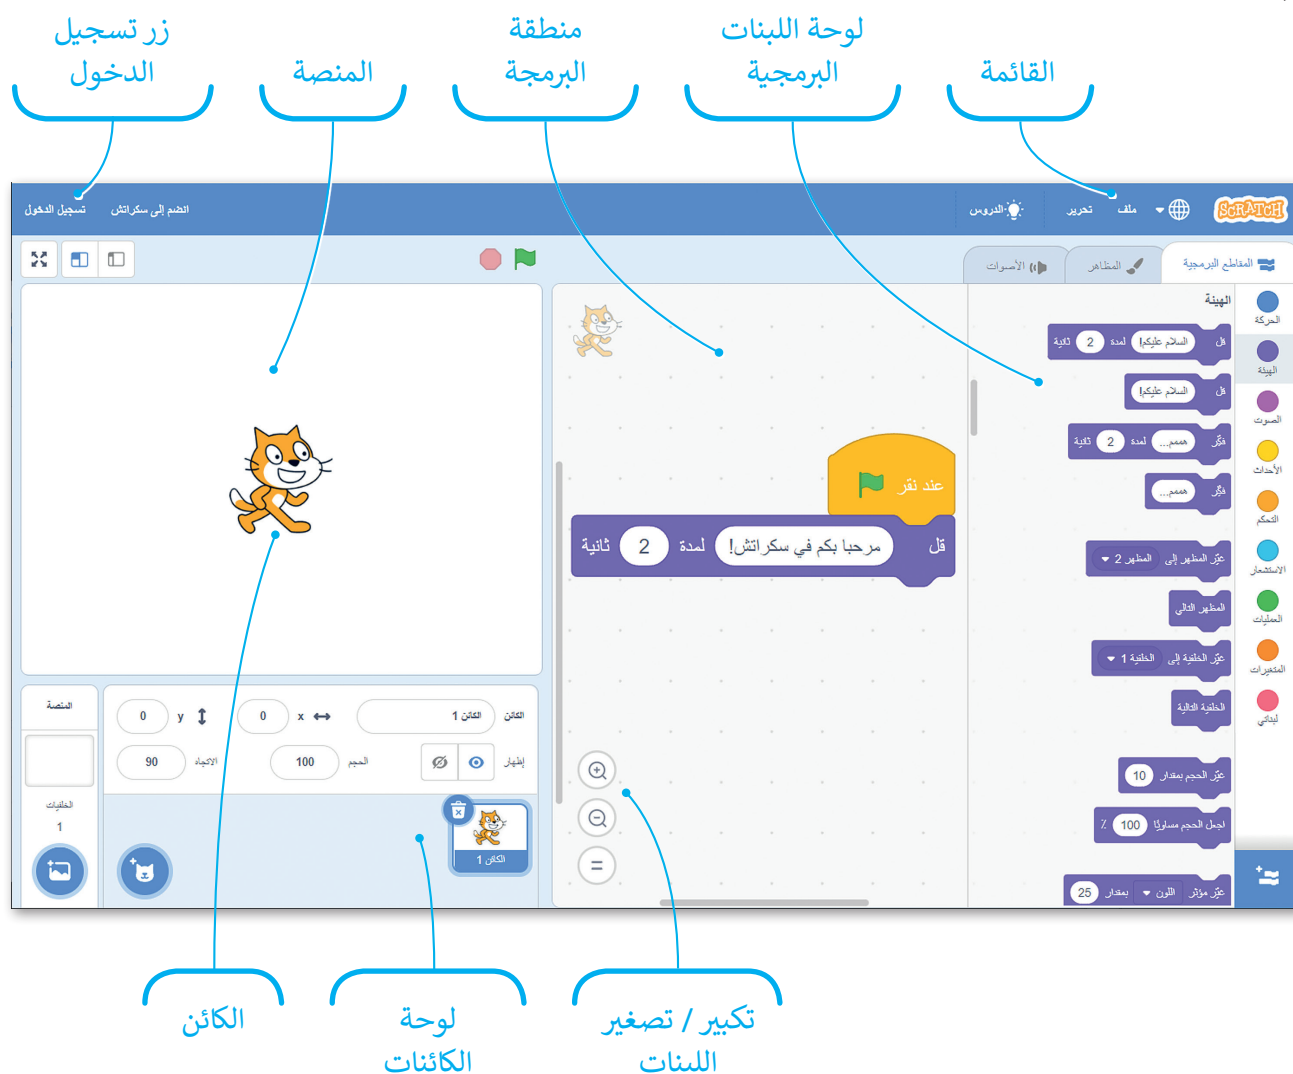 القائمة
لوحة اللبنات
البرمجية
منطقة
البرمجة
المنصة
زر تسجيل
الدخول
SCRATCH
ملف
تحرير
الدروس
انضم إلى سكراتش
تسجيل الدخول
المقاطع البرمجية
المظاهر
الأصوات
الحركة
الهيئة
الصوت
الأحداث
التحكم
الاستشعار
العمليات
المتغيرات
لبناتي
الهيئة
قل السلام عليكم! لمدة 2 ثانية
قل السلام عليكم!
فكّر هممم... لمدة 2 ثانية
فكّر هممم...
غيّر المظهر إلى المظهر 2
المظهر التالي
غيّر الخلفية إلى الخلفية 1
الخلفية التالية
غيّر الحجم بمقدار 10
اجعل الحجم مساويًا 100 ٪
غيّر مؤثر اللون بمقدار 25
عند نقر
قل مرحبا بكم في سكراتش! لمدة 2 ثانية
الكائن الكائن 1 x 0 y 0
إظهار الحجم 100 الاتجاه 90
الكائن 1
المنصة
الخلفيات
1
تكبير / تصغير
اللبنات
لوحة
الكائنات
الكائن